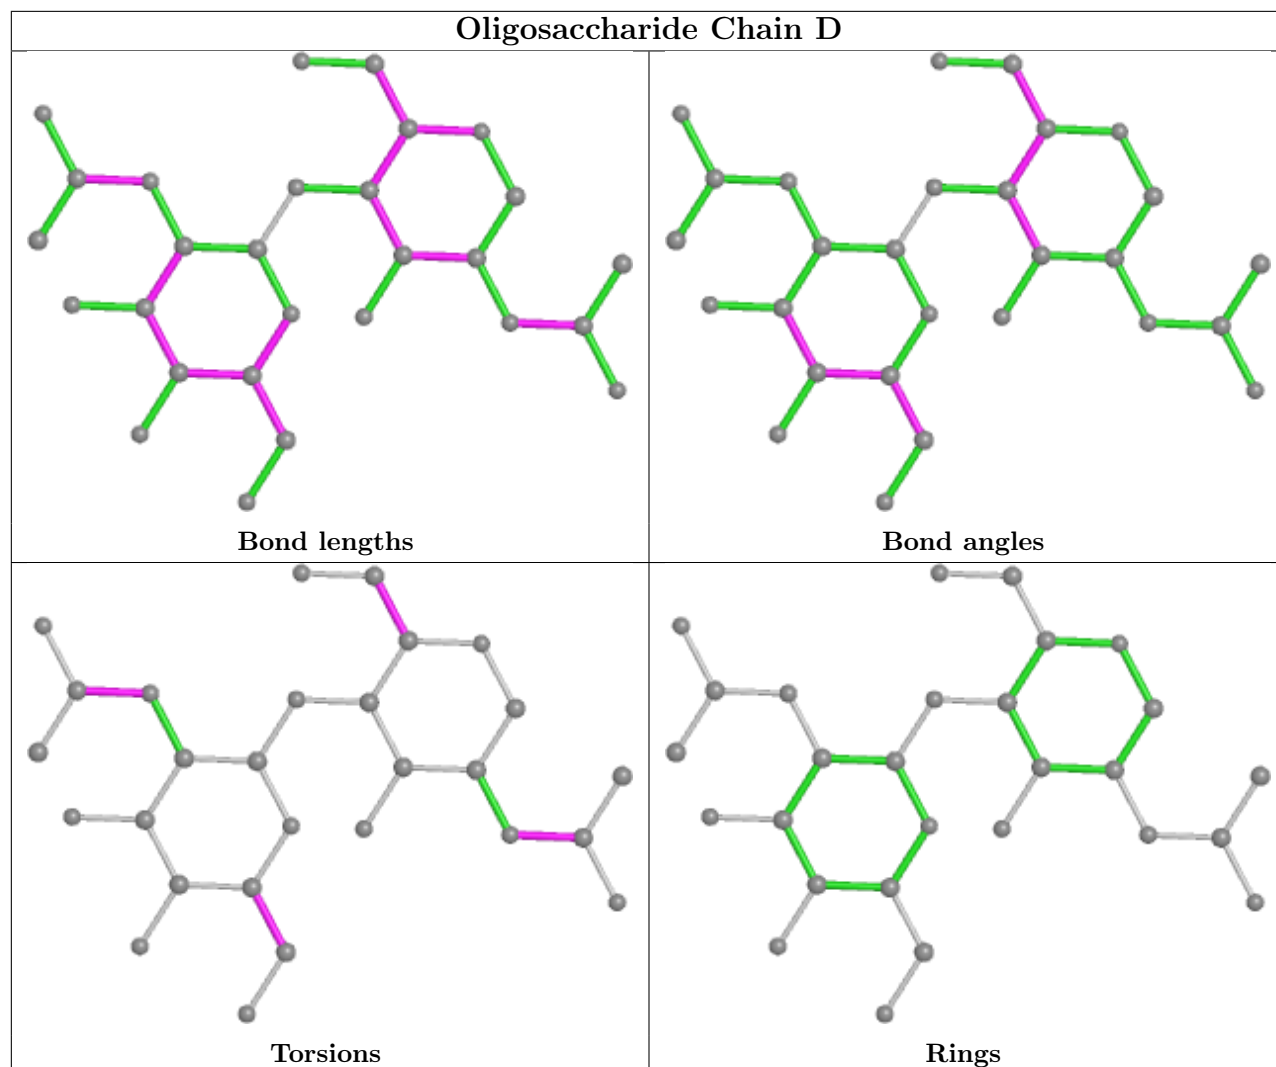 Oligosaccharide Chain D
Bond lengths
Bond angles
Torsions
Rings